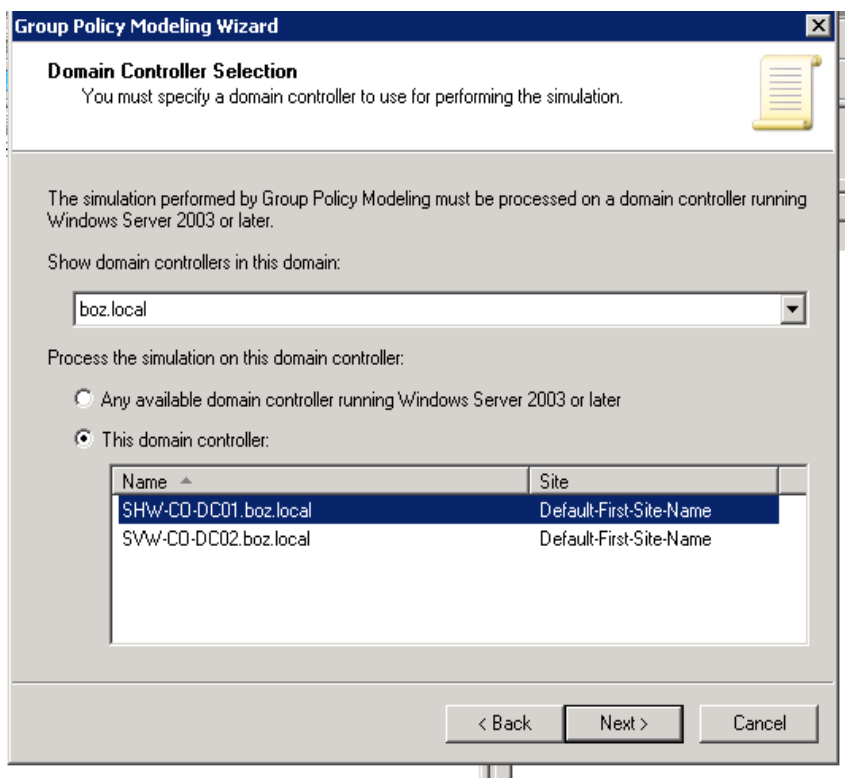 Group Policy Modeling Wizard
Domain Controller Selection
You must specify a domain controller to use for performing the simulation.
The simulation performed by Group Policy Modeling must be processed on a domain controller running
Windows Server 2003 or later.
Show domain controllers in this domain:
boz.local
Process the simulation on this domain controller:
Any available domain controller running Windows Server 2003 or later
This domain controller:
Name Site
SHW-CO-DC01.boz.local Default-First-Site-Name
SVW-CO-DC02.boz.local Default-First-Site-Name
< Back Next > Cancel